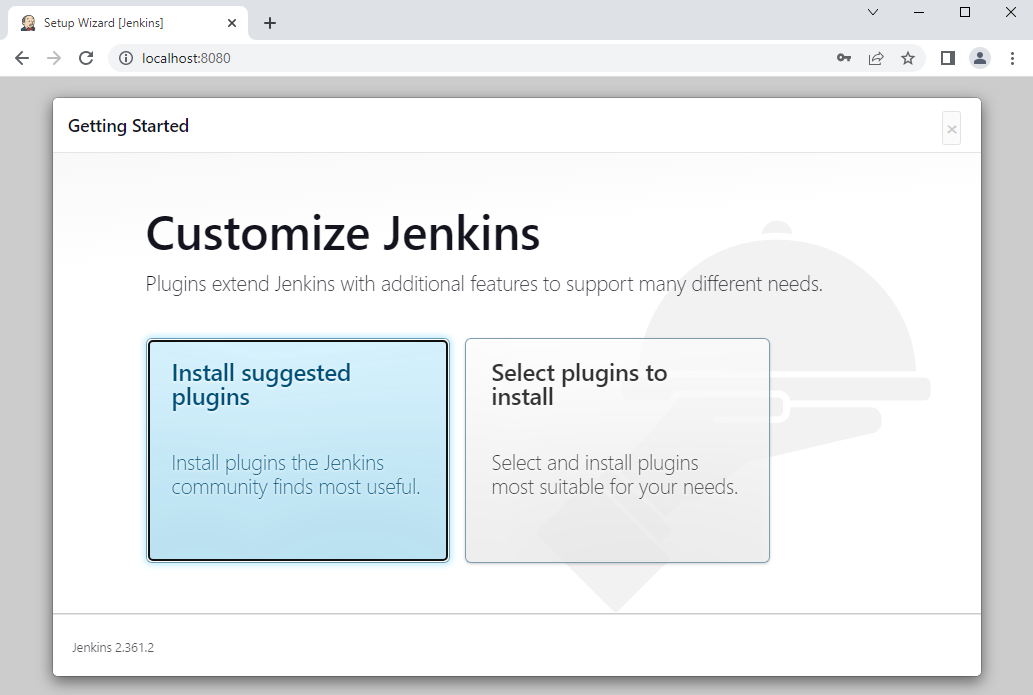 Setup Wizard [Jenkins]
localhost:8080
Getting Started
Customize Jenkins
Plugins extend Jenkins with additional features to support many different needs.
Install suggested
plugins
Install plugins the Jenkins
community finds most useful.
Select plugins to
install
Select and install plugins
most suitable for your needs.
Jenkins 2.361.2